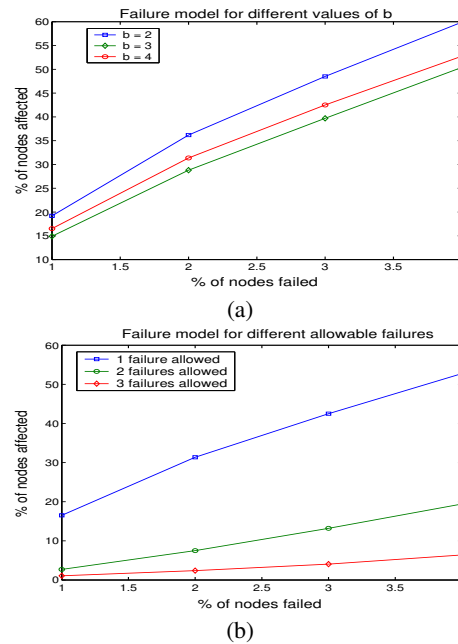 Failure model for different values of b
b = 2
b = 3
b = 4
60
55
50
45
40
35
30
25
20
15
10
% of nodes affected
1 1.5 2 2.5 3 3.5
% of nodes failed
(a)
Failure model for different allowable failures
1 failure allowed
2 failures allowed
3 failures allowed
60
50
40
30
20
10
0
% of nodes affected
1 1.5 2 2.5 3 3.5
% of nodes failed
(b)